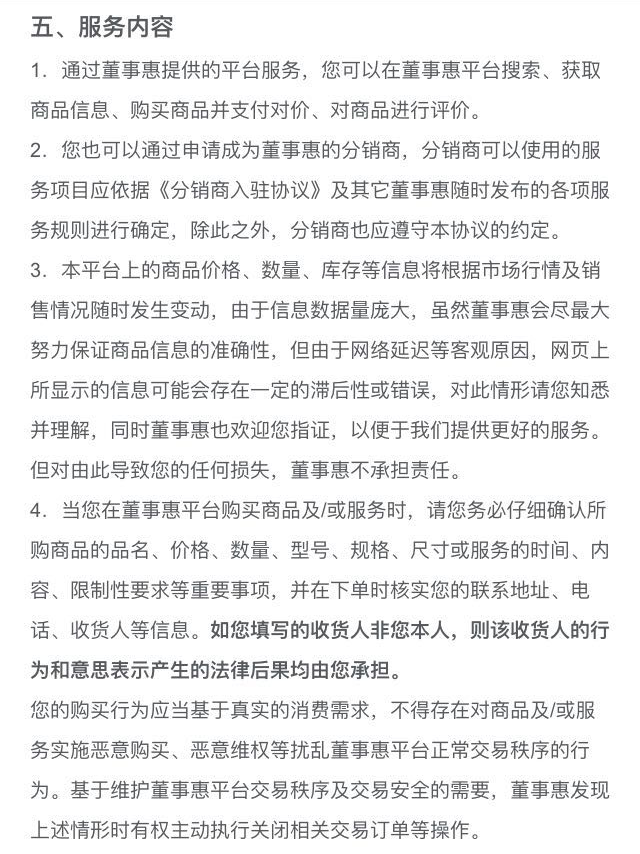 五、服务内容
1．通过董事惠提供的平台服务，您可以在董事惠平台搜索、获取
商品信息、购买商品并支付对价、对商品进行评价。
2．您也可以通过申请成为董事惠的分销商，分销商可以使用的服
务项目应依据《分销商入驻协议》及其它董事惠随时发布的各项服
务规则进行确定，除此之外，分销商也应遵守本协议的约定。
3．本平台上的商品价格、数量、库存等信息将根据市场行情及销
售情况随时发生变动，由于信息数据量庞大，虽然董事惠会尽最大
努力保证商品信息的准确性，但由于网络延迟等客观原因，网页上
所显示的信息可能会存在一定的滞后性或错误，对此情形请您知悉
并理解，同时董事惠也欢迎您指证，以便于我们提供更好的服务。
但对由此导致您的任何损失，董事惠不承担责任。
4．当您在董事惠平台购买商品及/或服务时，请您务必仔细确认所
购商品的品名、价格、数量、型号、规格、尺寸或服务的时间、内
容、限制性要求等重要事项，并在下单时核实您的联系地址、电
话、收货人等信息。如您填写的收货人非您本人，则该收货人的行
为和意思表示产生的法律后果均由您承担。
您的购买行为应当基于真实的消费需求，不得存在对商品及/或服
务实施恶意购买、恶意维权等扰乱董事惠平台正常交易秩序的行
为。基于维护董事惠平台交易秩序及交易安全的需要，董事惠发现
上述情形时有权主动执行关闭相关交易订单等操作。